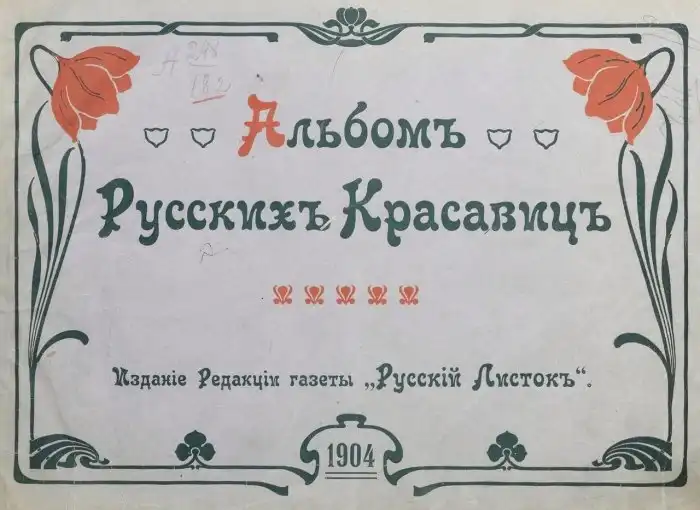 Альбомъ
Русскихъ Красавицъ
Изданіе Редакціи газеты „Русскій Листокъ“.
1904